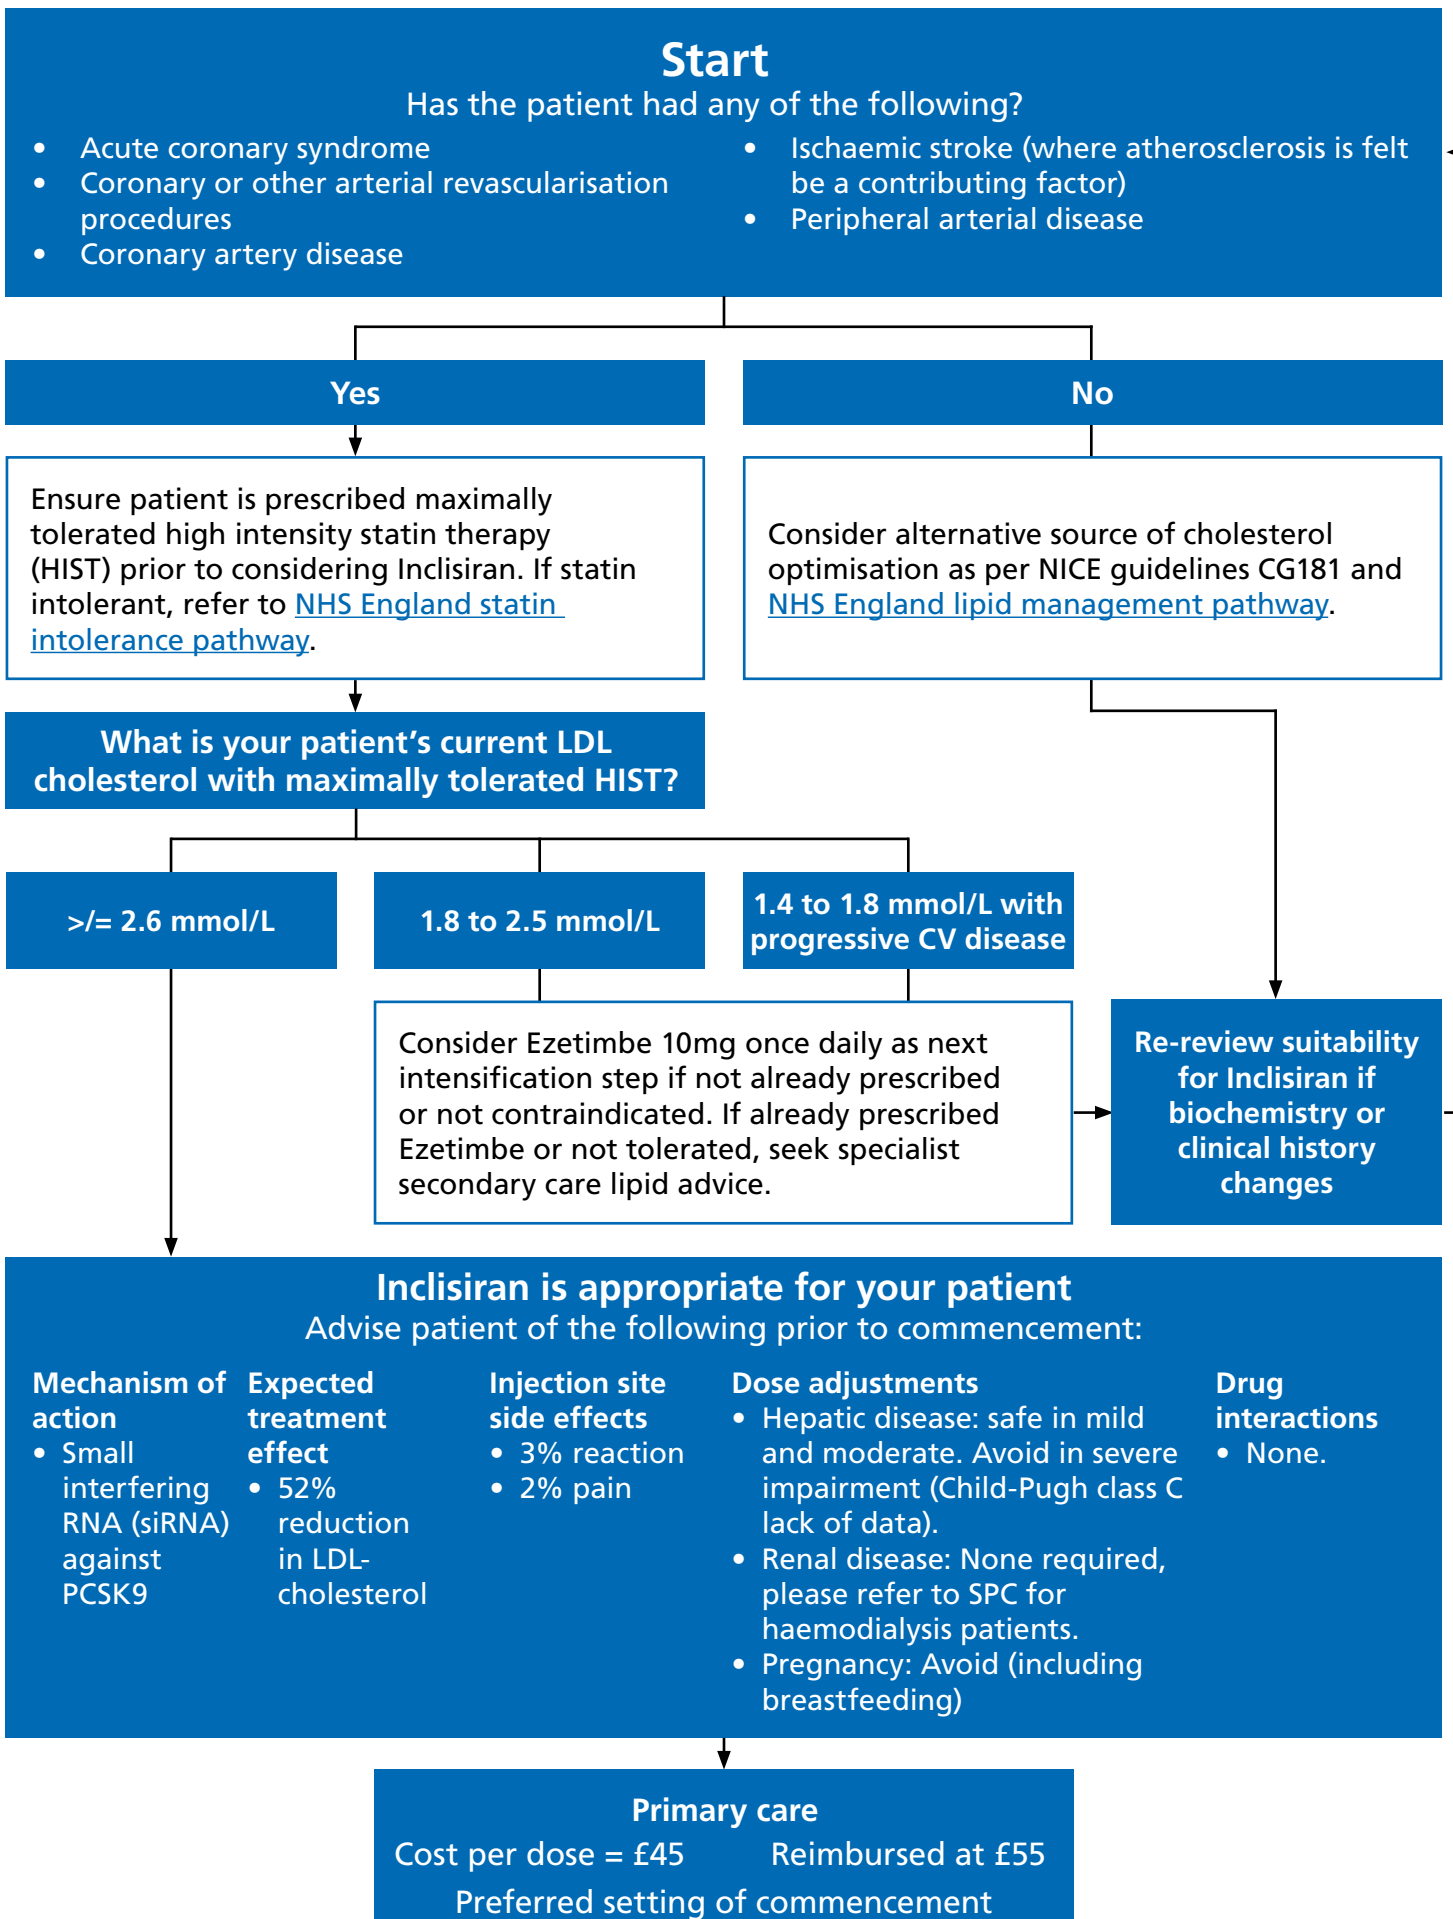 Start
Has the patient had any of the following?
• Acute coronary syndrome
• Coronary or other arterial revascularisation
procedures
• Coronary artery disease
• Ischaemic stroke (where atherosclerosis is felt
be a contributing factor)
• Peripheral arterial disease
Yes
No
Ensure patient is prescribed maximally
tolerated high intensity statin therapy
(HIST) prior to considering Inclisiran. If statin
intolerant, refer to NHS England statin
intolerance pathway.
Consider alternative source of cholesterol
optimisation as per NICE guidelines CG181 and
NHS England lipid management pathway.
What is your patient's current LDL
cholesterol with maximally tolerated HIST?
>/= 2.6 mmol/L
1.8 to 2.5 mmol/L
1.4 to 1.8 mmol/L with
progressive CV disease
Consider Ezetimbe 10mg once daily as next
intensification step if not already prescribed
or not contraindicated. If already prescribed
Ezetimbe or not tolerated, seek specialist
secondary care lipid advice.
Re-review suitability
for Inclisiran if
biochemistry or
clinical history
changes
Inclisiran is appropriate for your patient
Advise patient of the following prior to commencement:
Mechanism of
action
• Small
interfering
RNA (siRNA)
against
PCSK9
Expected
treatment
effect
• 52%
reduction
in LDL-
cholesterol
Injection site
side effects
• 3% reaction
• 2% pain
Dose adjustments
• Hepatic disease: safe in mild
and moderate. Avoid in severe
impairment (Child-Pugh class C
lack of data).
• Renal disease: None required,
please refer to SPC for
haemodialysis patients.
• Pregnancy: Avoid (including
breastfeeding)
Drug
interactions
• None.
Primary care
Cost per dose = £45 Reimbursed at £55
Preferred setting of commencement